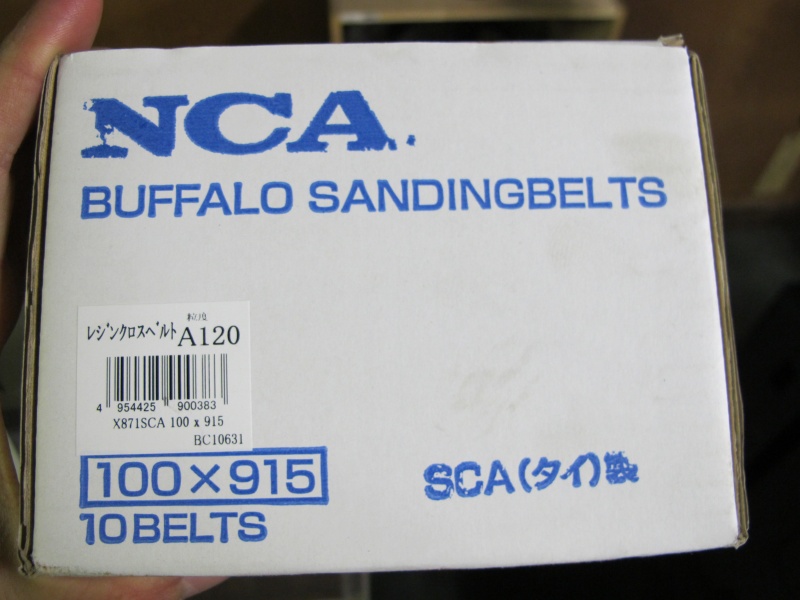 NCA.
BUFFALO SANDINGBELTS
粒度
ﾚｼﾞﾝｸﾛｽﾍﾞﾙﾄ A120
4 954425 900383
X871SCA 100 x 915
BC10631
100×915
SCA(タイ)製
10BELTS